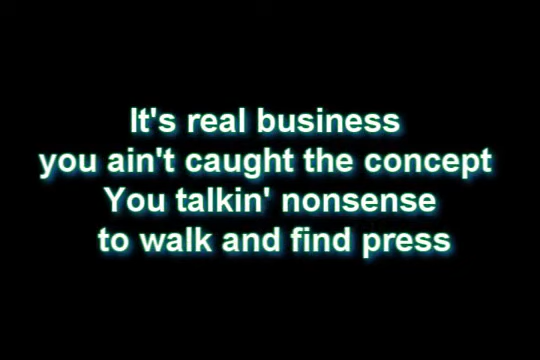 It's real business
you ain't caught the concept
You talkin' nonsense
to walk and find press